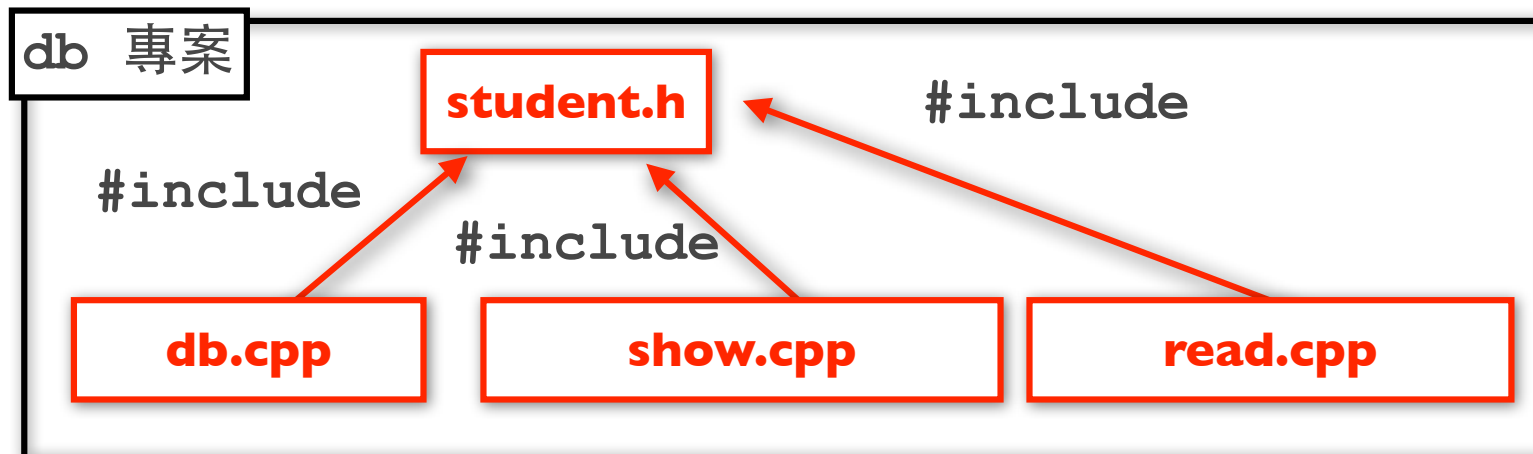 db 專案
student.h
#include
#include
#include
db.cpp
show.cpp
read.cpp